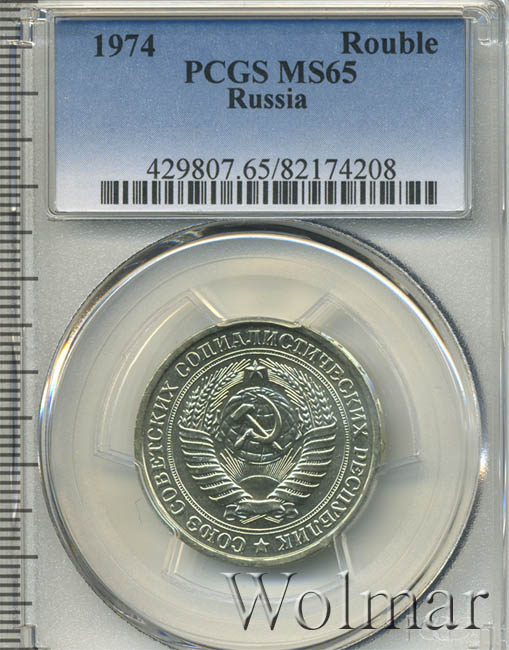 1974 Rouble
PCGS MS65
Russia
429807.65/82174208
СОЮЗ СОВЕТСКИХ СОЦИАЛИСТИЧЕСКИХ РЕСПУБЛИК
Wolmar